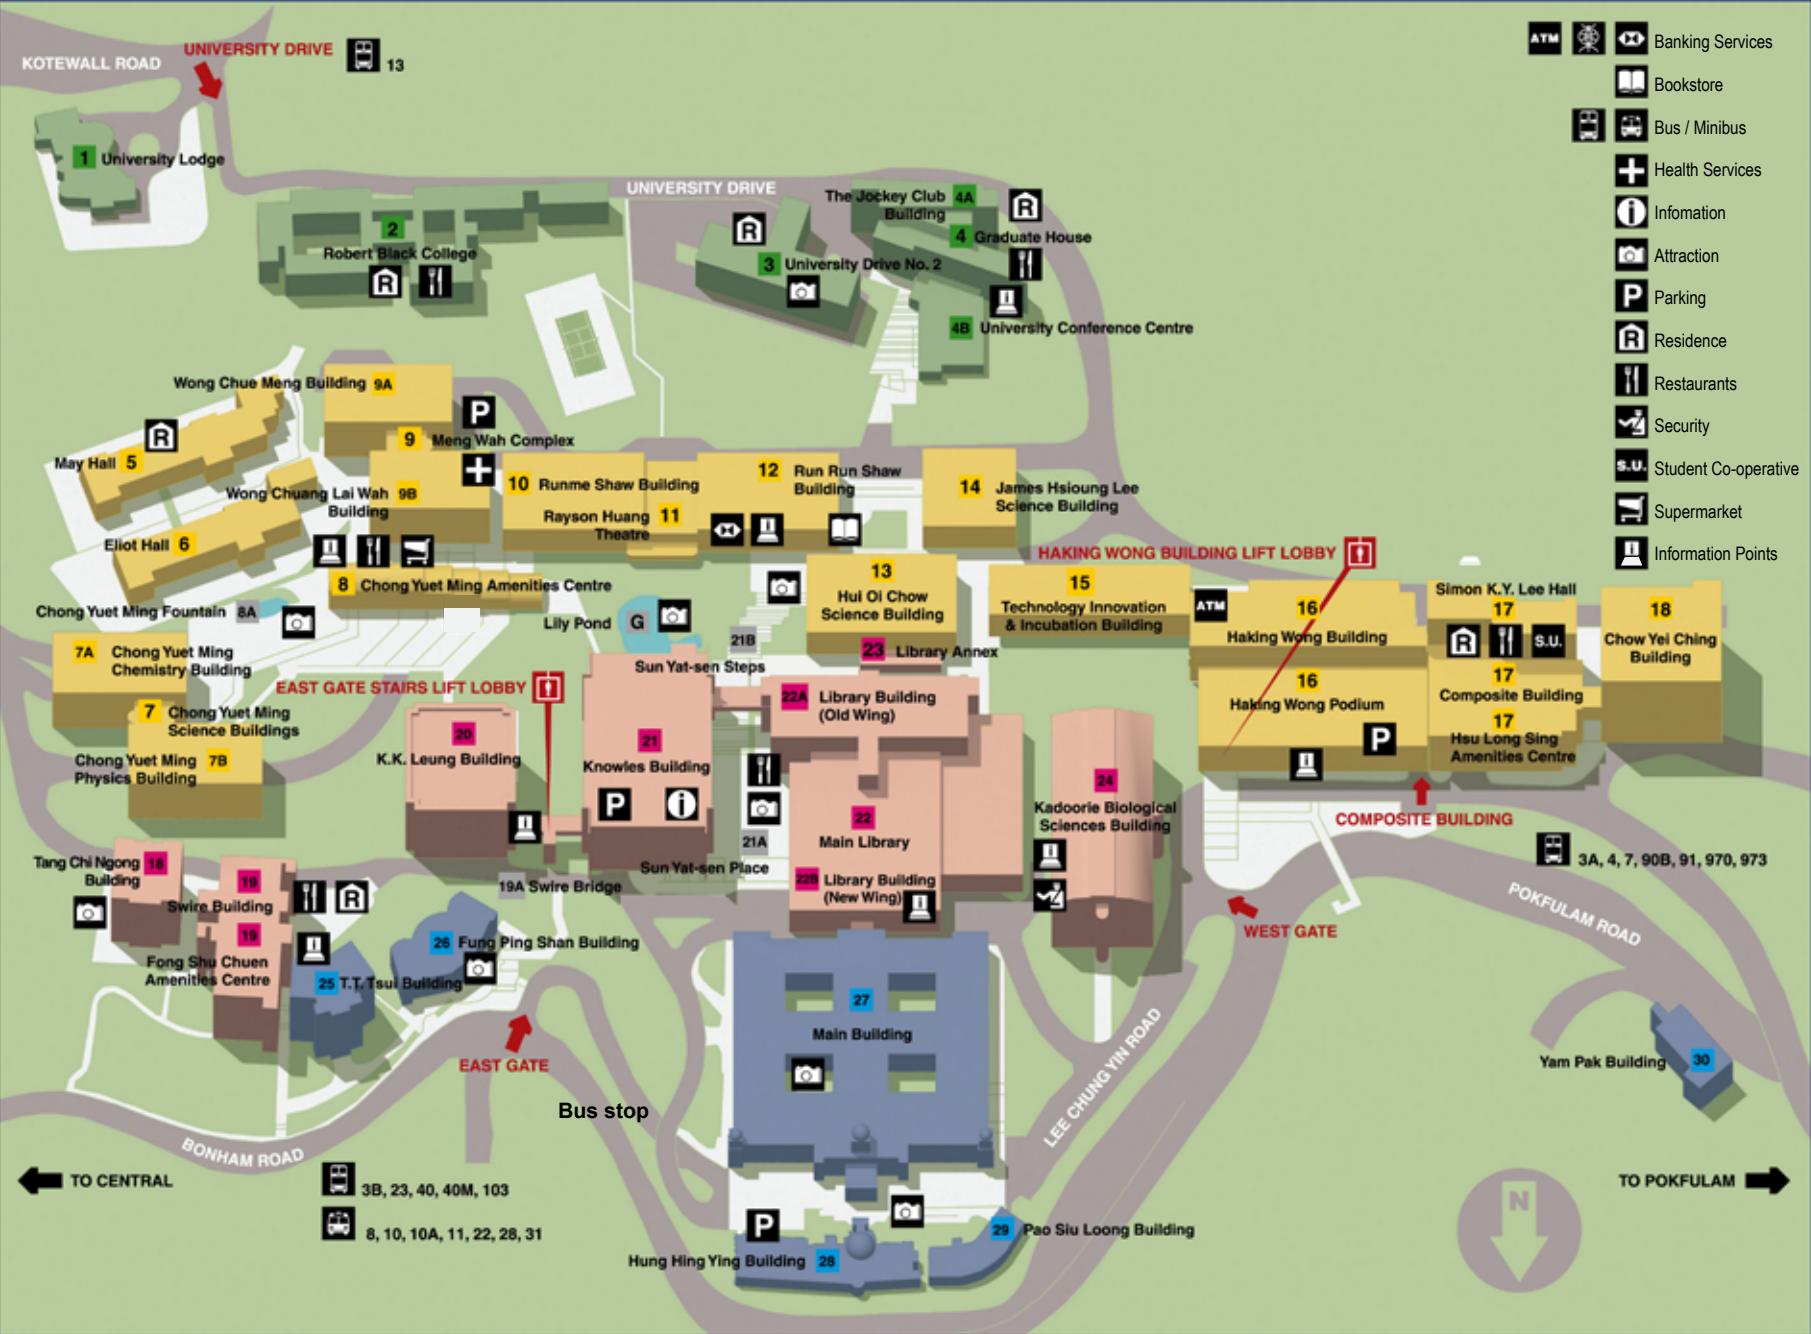 UNIVERSITY DRIVE
13
KOTEWALL ROAD
1 University Lodge
UNIVERSITY DRIVE
2
Robert Black College
R
R
3 University Drive No. 2
The Jockey Club 4A
Building
R
4 Graduate House
4B University Conference Centre
ATM Banking Services
Bookstore
Bus / Minibus
Health Services
i Infomation
Attraction
P Parking
R Residence
Restaurants
Security
S.U. Student Co-operative
Supermarket
i Information Points
Wong Chue Meng Building 9A
P
9 Meng Wah Complex
R
May Hall 5
Wong Chuang Lai Wah 9B
Building
Eliot Hall 6
10 Runme Shaw Building
Rayson Huang 11
Theatre
12 Run Run Shaw
Building
14 James Hsioung Lee
Science Building
8 Chong Yuet Ming Amenities Centre
Chong Yuet Ming Fountain 8A
Lily Pond G
21B
Sun Yat-sen Steps
13
Hui Oi Chow
Science Building
23 Library Annex
HAKING WONG BUILDING LIFT LOBBY
15
Technology Innovation
& Incubation Building
ATM
16
Haking Wong Building
16
Haking Wong Podium
P
Simon K.Y. Lee Hall
17
R S.U.
17
Composite Building
17
Hsu Long Sing
Amenities Centre
18
Chow Yei Ching
Building
7A Chong Yuet Ming
Chemistry Building
7 Chong Yuet Ming
Science Buildings
Chong Yuet Ming 7B
Physics Building
EAST GATE STAIRS LIFT LOBBY
20
K.K. Leung Building
21
Knowles Building
P i
22A Library Building
(Old Wing)
22
Main Library
21A
Sun Yat-sen Place
22B Library Building
(New Wing)
24
Kadoorie Biological
Sciences Building
COMPOSITE BUILDING
3A, 4, 7, 90B, 91, 970, 973
POKFULAM ROAD
WEST GATE
Tang Chi Ngong 18
Building
19
Swire Building
R
19
Fong Shu Chuen
Amenities Centre
19A Swire Bridge
26 Fung Ping Shan Building
25 T.T. Tsui Building
EAST GATE
27
Main Building
LEE CHUNG YIN ROAD
Yam Pak Building 30
Bus stop
BONHAM ROAD
TO CENTRAL
3B, 23, 40, 40M, 103
8, 10, 10A, 11, 22, 28, 31
P
Hung Hing Ying Building 28
29 Pao Siu Loong Building
N
TO POKFULAM